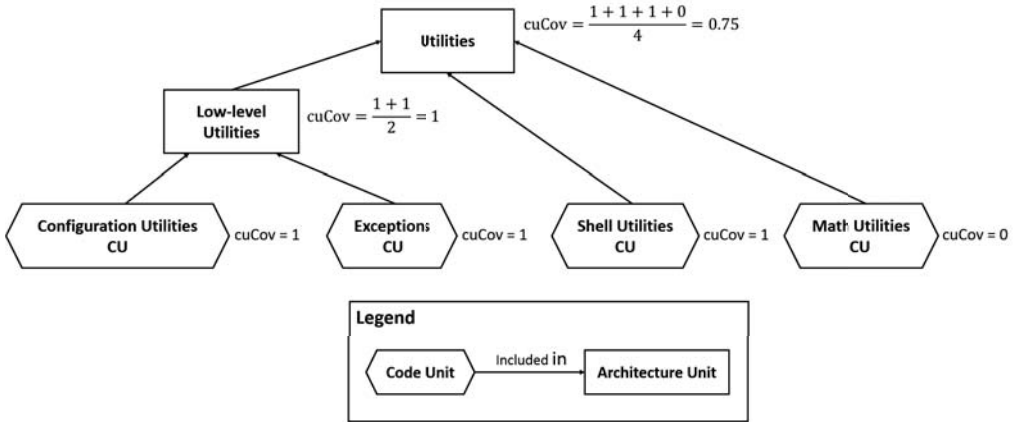 Utilities
cuCov = \frac{1 + 1 + 1 + 0}{4} = 0.75
Low-level
Utilities
cuCov = \frac{1 + 1}{2} = 1
Configuration Utilities
CU
cuCov = 1
Exceptions
CU
cuCov = 1
Shell Utilities
CU
cuCov = 1
Math Utilities
CU
cuCov = 0
Legend
Code Unit
Included in
Architecture Unit